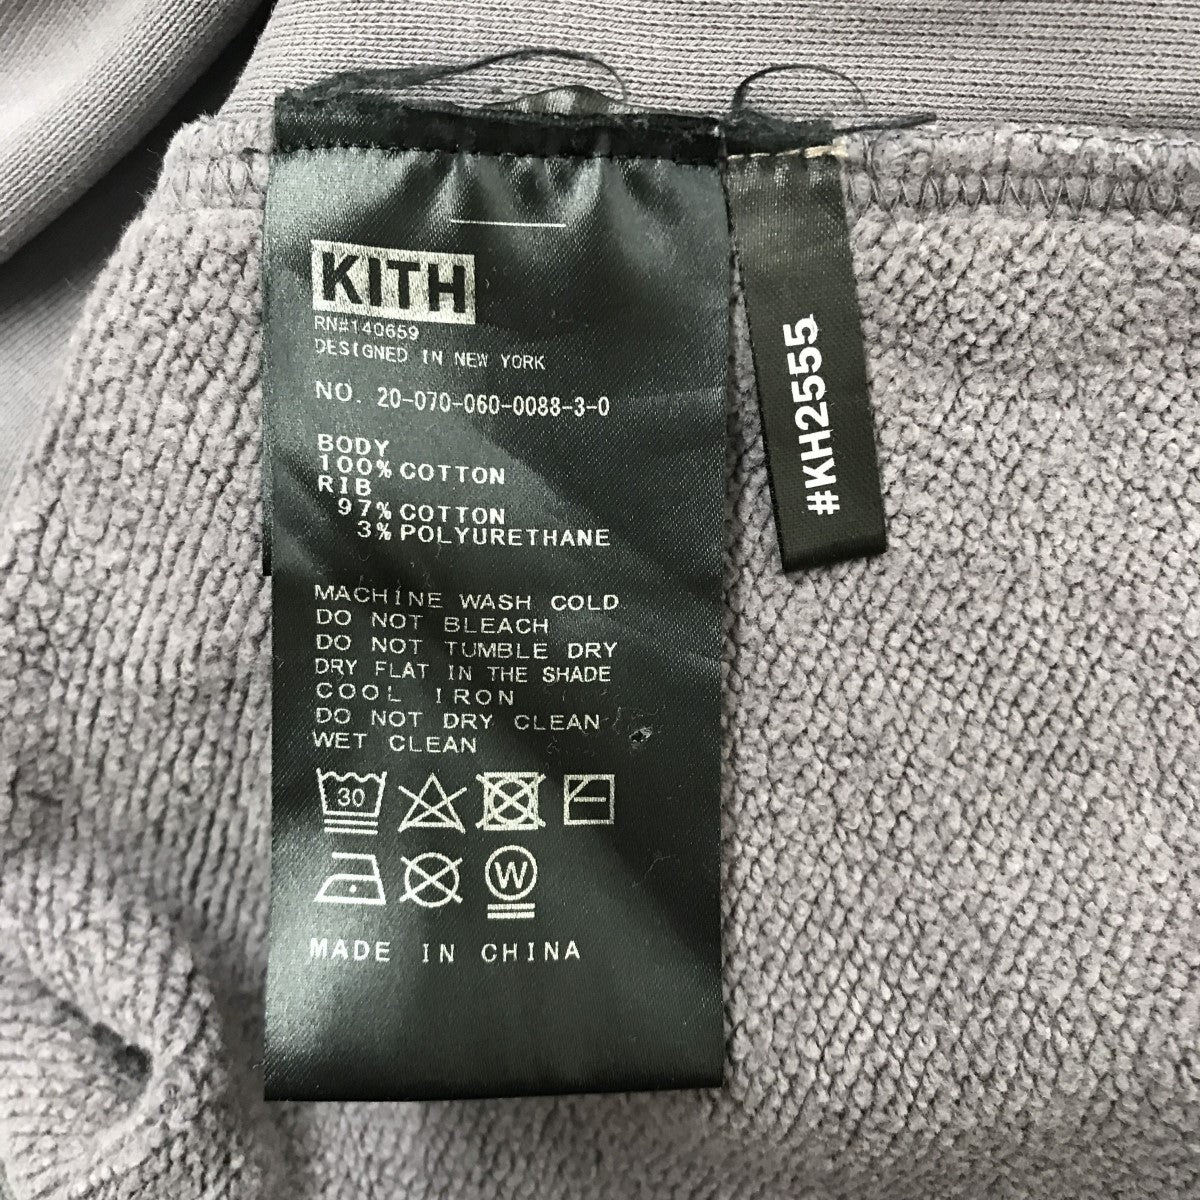 KITH
RN#140659
DESIGNED IN NEW YORK
NO. 20-070-060-0088-3-0
BODY
100% COTTON
RIB
97% COTTON
3% POLYURETHANE
MACHINE WASH COLD
DO NOT BLEACH
DO NOT TUMBLE DRY
DRY FLAT IN THE SHADE
COOL IRON
DO NOT DRY CLEAN
WET CLEAN
30
W
MADE IN CHINA
#KH2555